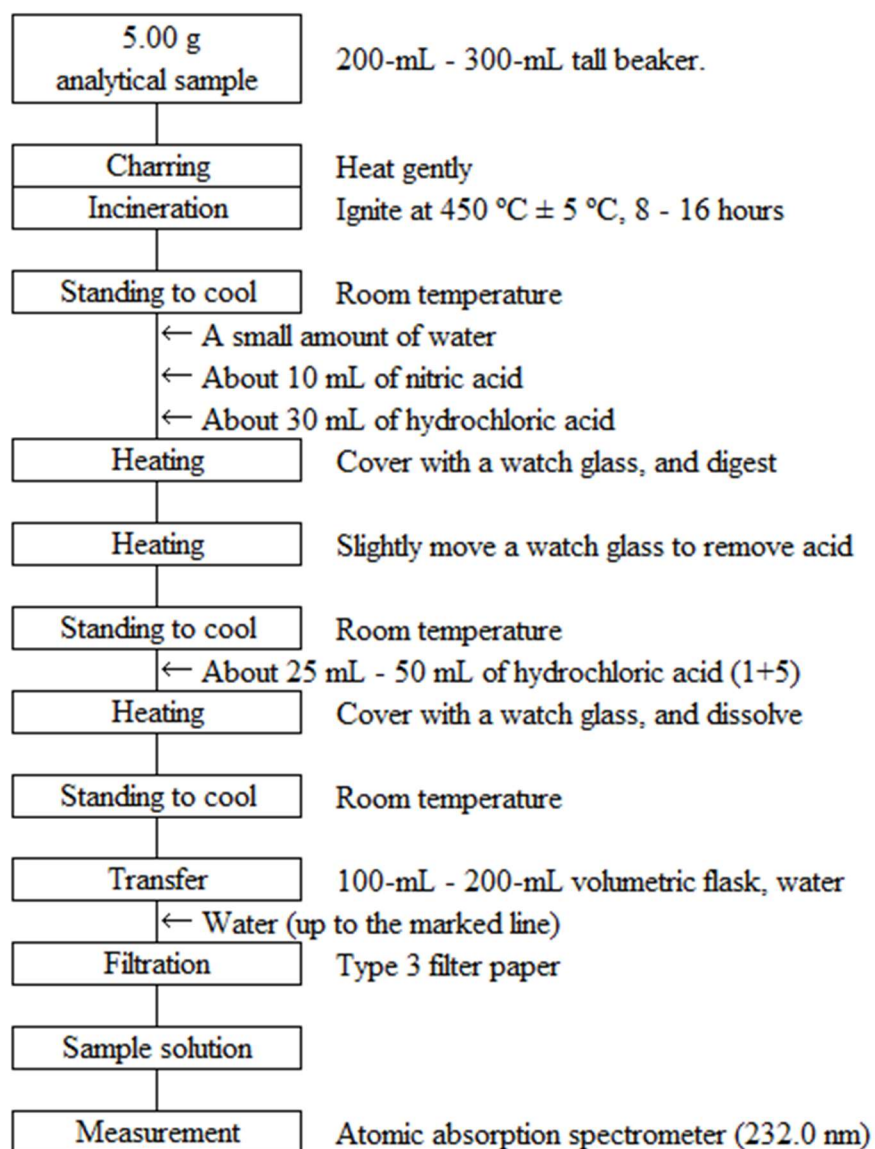 5.00 g
analytical sample
200-mL - 300-mL tall beaker.
Charring
Heat gently
Incineration
Ignite at 450 ºC ± 5 ºC, 8 - 16 hours
Standing to cool
Room temperature
← A small amount of water
← About 10 mL of nitric acid
← About 30 mL of hydrochloric acid
Heating
Cover with a watch glass, and digest
Heating
Slightly move a watch glass to remove acid
Standing to cool
Room temperature
← About 25 mL - 50 mL of hydrochloric acid (1+5)
Heating
Cover with a watch glass, and dissolve
Standing to cool
Room temperature
Transfer
100-mL - 200-mL volumetric flask, water
← Water (up to the marked line)
Filtration
Type 3 filter paper
Sample solution
Measurement
Atomic absorption spectrometer (232.0 nm)